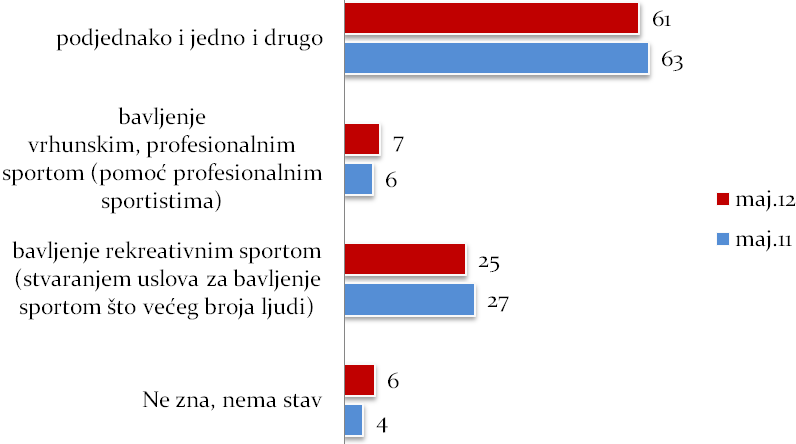 podjednako i jedno i drugo
61
63
bavljenje
vrhunskim, profesionalnim
sportom (pomoć profesionalnim
sportistima)
7
6
bavljenje rekreativnim sportom
(stvaranjem uslova za bavljenje
sportom što većeg broja ljudi)
25
27
Ne zna, nema stav
6
4
maj.12
maj.11